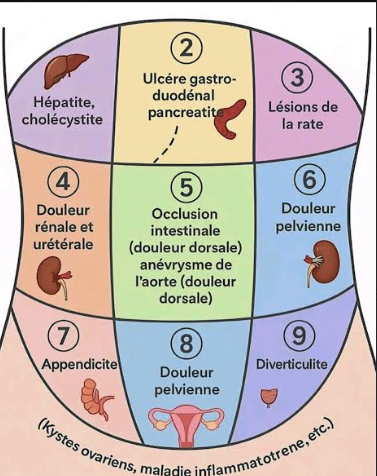 Hépatite,
cholécystite
2
Ulcére gastro-
duodénal
pancreatite
3
Lésions de
la rate
4
Douleur
rénale et
urétérale
5
Occlusion
intestinale
(douleur dorsale)
anévrysme de
l'aorte (douleur
dorsale)
6
Douleur
pelvienne
7
Appendicite
8
Douleur
pelvienne
9
Diverticulite
(Kystes ovariens, maladie inflammatotrene, etc.)